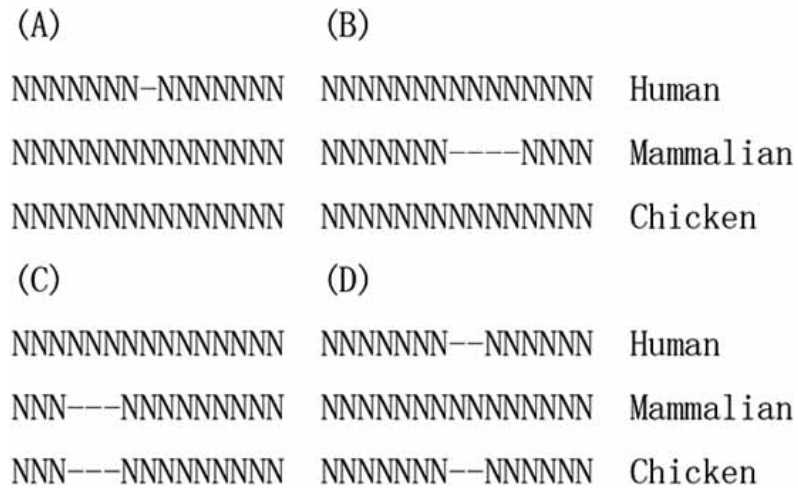 (A) (B)
NNNNNNN-NNNNNNN NNNNNNNNNNNNNNN Human
NNNNNNNNNNNNNNN NNNNNNN----NNNN Mammalian
NNNNNNNNNNNNNNN NNNNNNNNNNNNNNN Chicken
(C) (D)
NNNNNNNNNNNNNNN NNNNNNN--NNNNNN Human
NNN---NNNNNNNNN NNNNNNNNNNNNNNN Mammalian
NNN---NNNNNNNNN NNNNNNN--NNNNNN Chicken